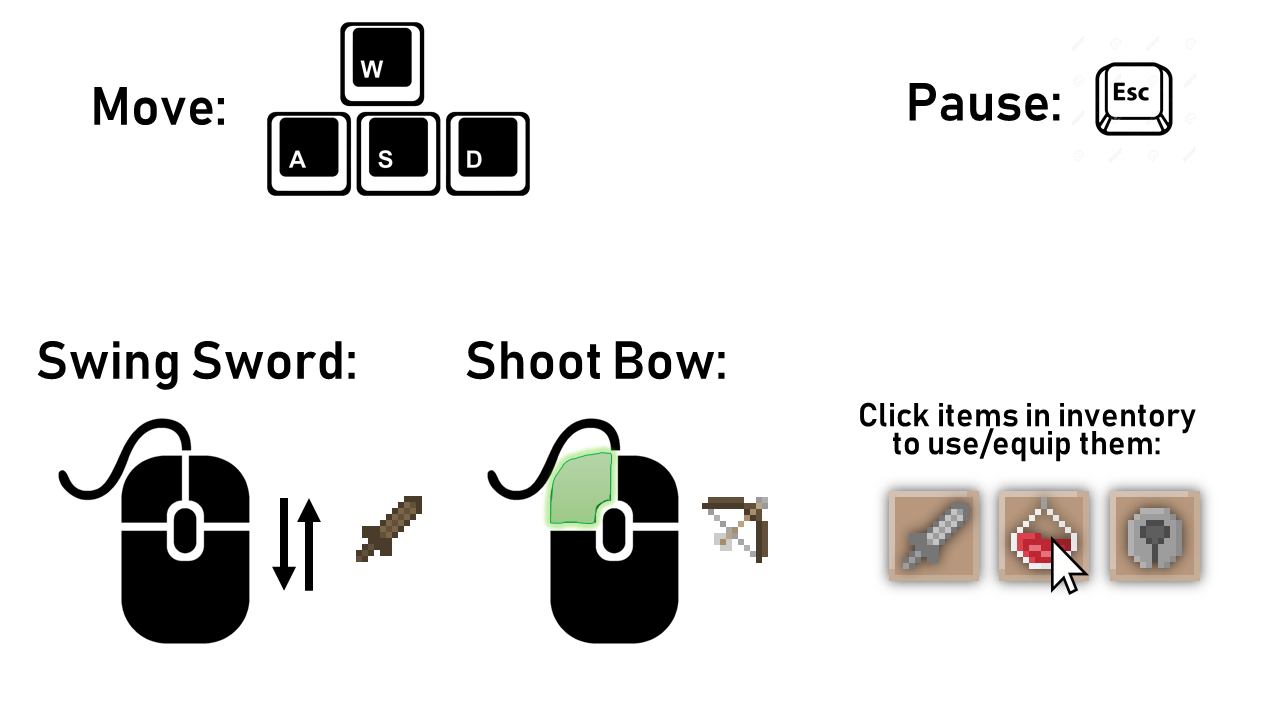 Move:
W
A S D
Pause:
Esc
Swing Sword:
Shoot Bow:
Click items in inventory
to use/equip them: